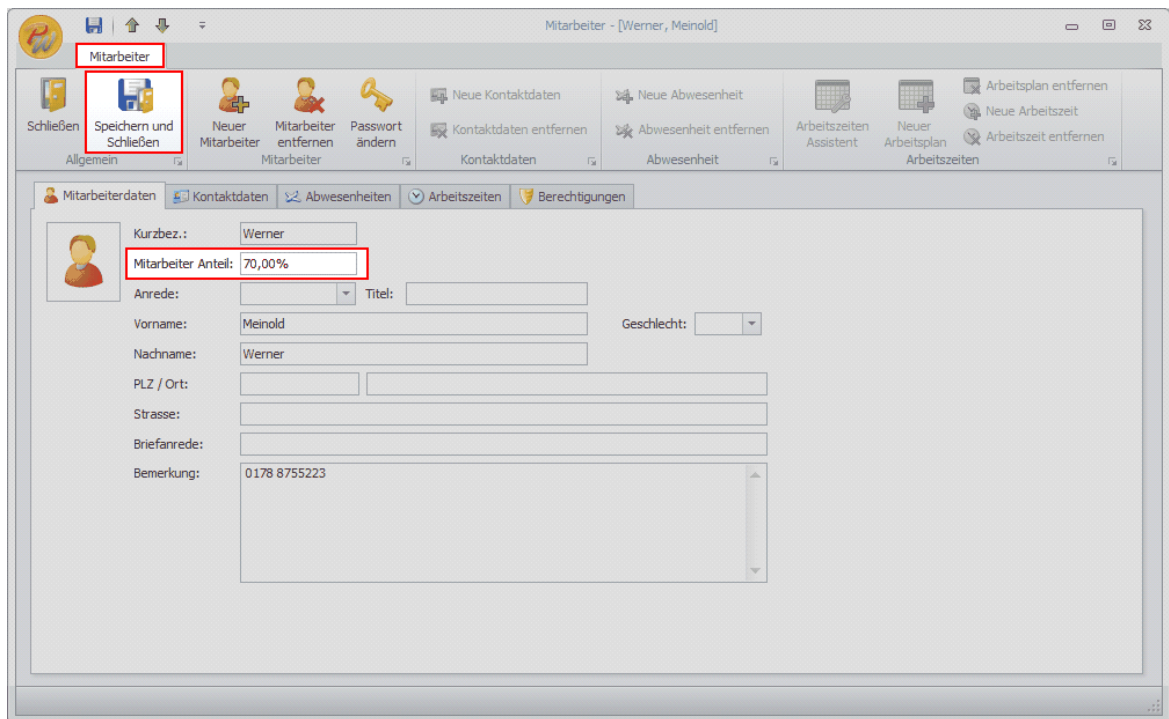 Mitarbeiter - [Werner, Meinold]
Mitarbeiter
Schließen
Speichern und
Schließen
Neuer
Mitarbeiter
Mitarbeiter
entfernen
Passwort
ändern
Neue Kontaktdaten
Kontaktdaten entfernen
Neue Abwesenheit
Abwesenheit entfernen
Arbeitszeiten
Assistent
Neuer
Arbeitsplan
Arbeitsplan entfernen
Neue Arbeitszeit
Arbeitszeit entfernen
Allgemein
Mitarbeiter
Kontaktdaten
Abwesenheit
Arbeitszeiten
Mitarbeiterdaten
Kontaktdaten
Abwesenheiten
Arbeitszeiten
Berechtigungen
Kurzbez.: Werner
Mitarbeiter Anteil: 70,00%
Anrede: Titel:
Vorname: Meinold Geschlecht:
Nachname: Werner
PLZ / Ort:
Strasse:
Briefanrede:
Bemerkung: 0178 8755223